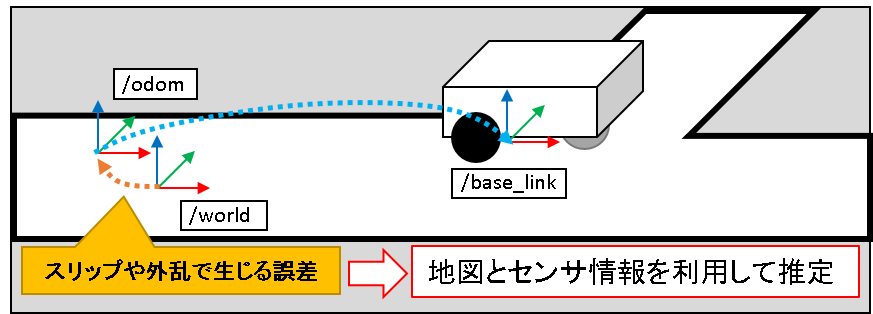 /odom
/base_link
/world
スリップや外乱で生じる誤差
地図とセンサ情報を利用して推定